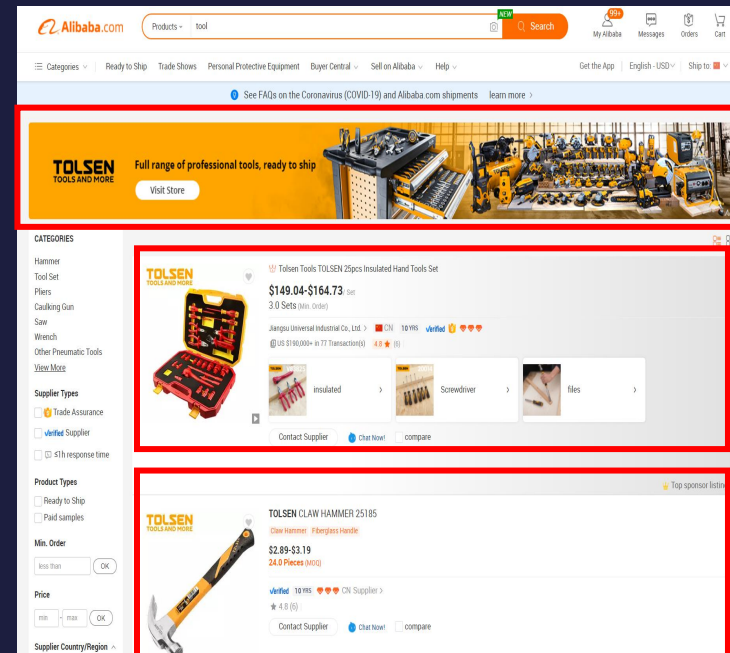 Alibaba.com
Products tool
NEW
Search
99+
My Alibaba Messages Orders Cart
Categories Ready to Ship Trade Shows Personal Protective Equipment Buyer Central Sell on Alibaba Help Get the App English - USD Ship to:
See FAQs on the Coronavirus (COVID-19) and Alibaba.com shipments learn more >
TOLSEN
TOOLS AND MORE
Full range of professional tools, ready to ship
Visit Store
CATEGORIES
Hammer
Tool Set
Pliers
Caulking Gun
Saw
Wrench
Other Pneumatic Tools
View More
Supplier Types
Trade Assurance
Verified Supplier
≤1h response time
Product Types
Ready to Ship
Paid samples
Min. Order
less than OK
Price
min - max OK
Supplier Country/Region
TOLSEN
TOOLS AND MORE
Tolsen Tools TOLSEN 25pcs Insulated Hand Tools Set
$149.04-$164.73/ Set
3.0 Sets (Min. Order)
Jiangsu Universal Industrial Co., Ltd. > CN 10 YRS Verified
US $190,000+ in 77 Transaction(s) 4.8 (6)
insulated >
Screwdriver >
files >
Contact Supplier Chat Now! compare
Top sponsor listing
TOLSEN
TOOLS AND MORE
TOLSEN CLAW HAMMER 25185
Claw Hammer Fiberglass Handle
$2.89-$3.19
24.0 Pieces (MOQ)
Verified 10 YRS CN Supplier >
4.8 (6)
Contact Supplier Chat Now! compare